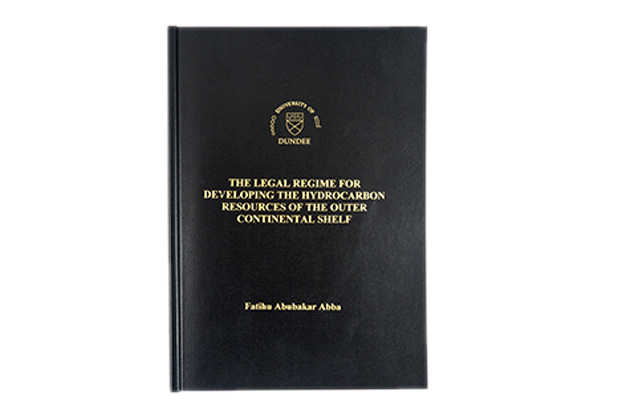 UNIVERSITY OF
DUNDEE
THE LEGAL REGIME FOR
DEVELOPING THE HYDROCARBON
RESOURCES OF THE OUTER
CONTINENTAL SHELF
Fatihu Abubakar Abba